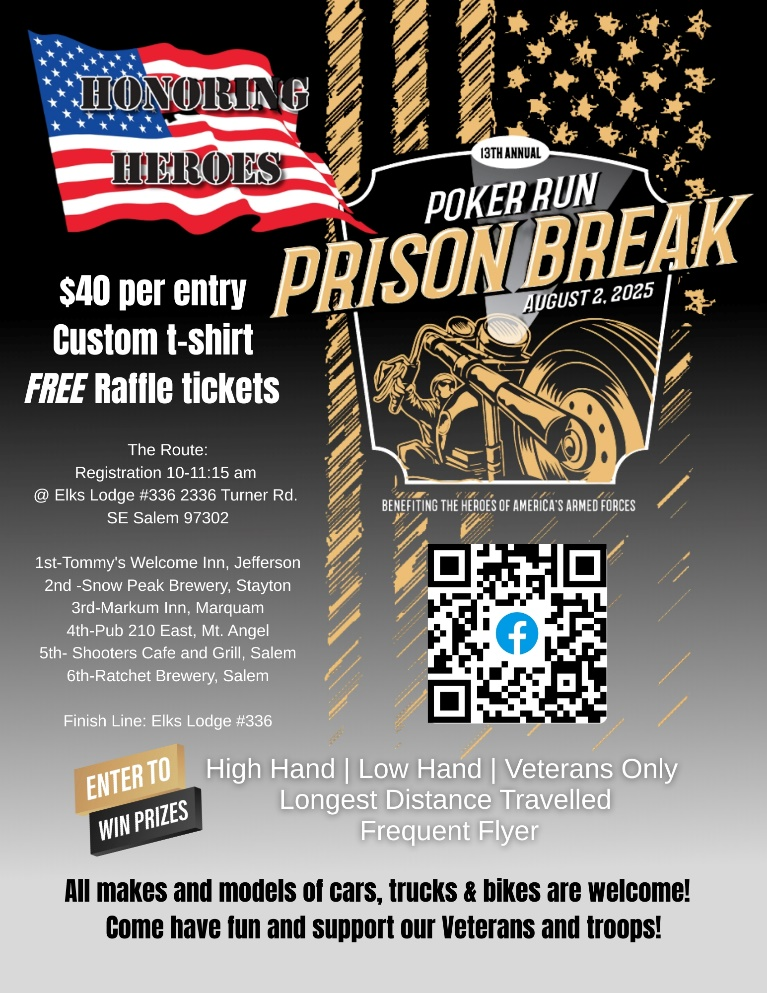 HONORING
HEROES
13TH ANNUAL
POKER RUN
PRISON BREAK
AUGUST 2, 2025
$40 per entry
Custom t-shirt
FREE Raffle tickets
The Route:
Registration 10-11:15 am
@ Elks Lodge #336 2336 Turner Rd.
SE Salem 97302
1st-Tommy's Welcome Inn, Jefferson
2nd -Snow Peak Brewery, Stayton
3rd-Markum Inn, Marquam
4th-Pub 210 East, Mt. Angel
5th- Shooters Cafe and Grill, Salem
6th-Ratchet Brewery, Salem
Finish Line: Elks Lodge #336
BENEFITING THE HEROES OF AMERICA'S ARMED FORCES
ENTER TO
WIN PRIZES
High Hand | Low Hand | Veterans Only
Longest Distance Travelled
Frequent Flyer
All makes and models of cars, trucks & bikes are welcome!
Come have fun and support our Veterans and troops!